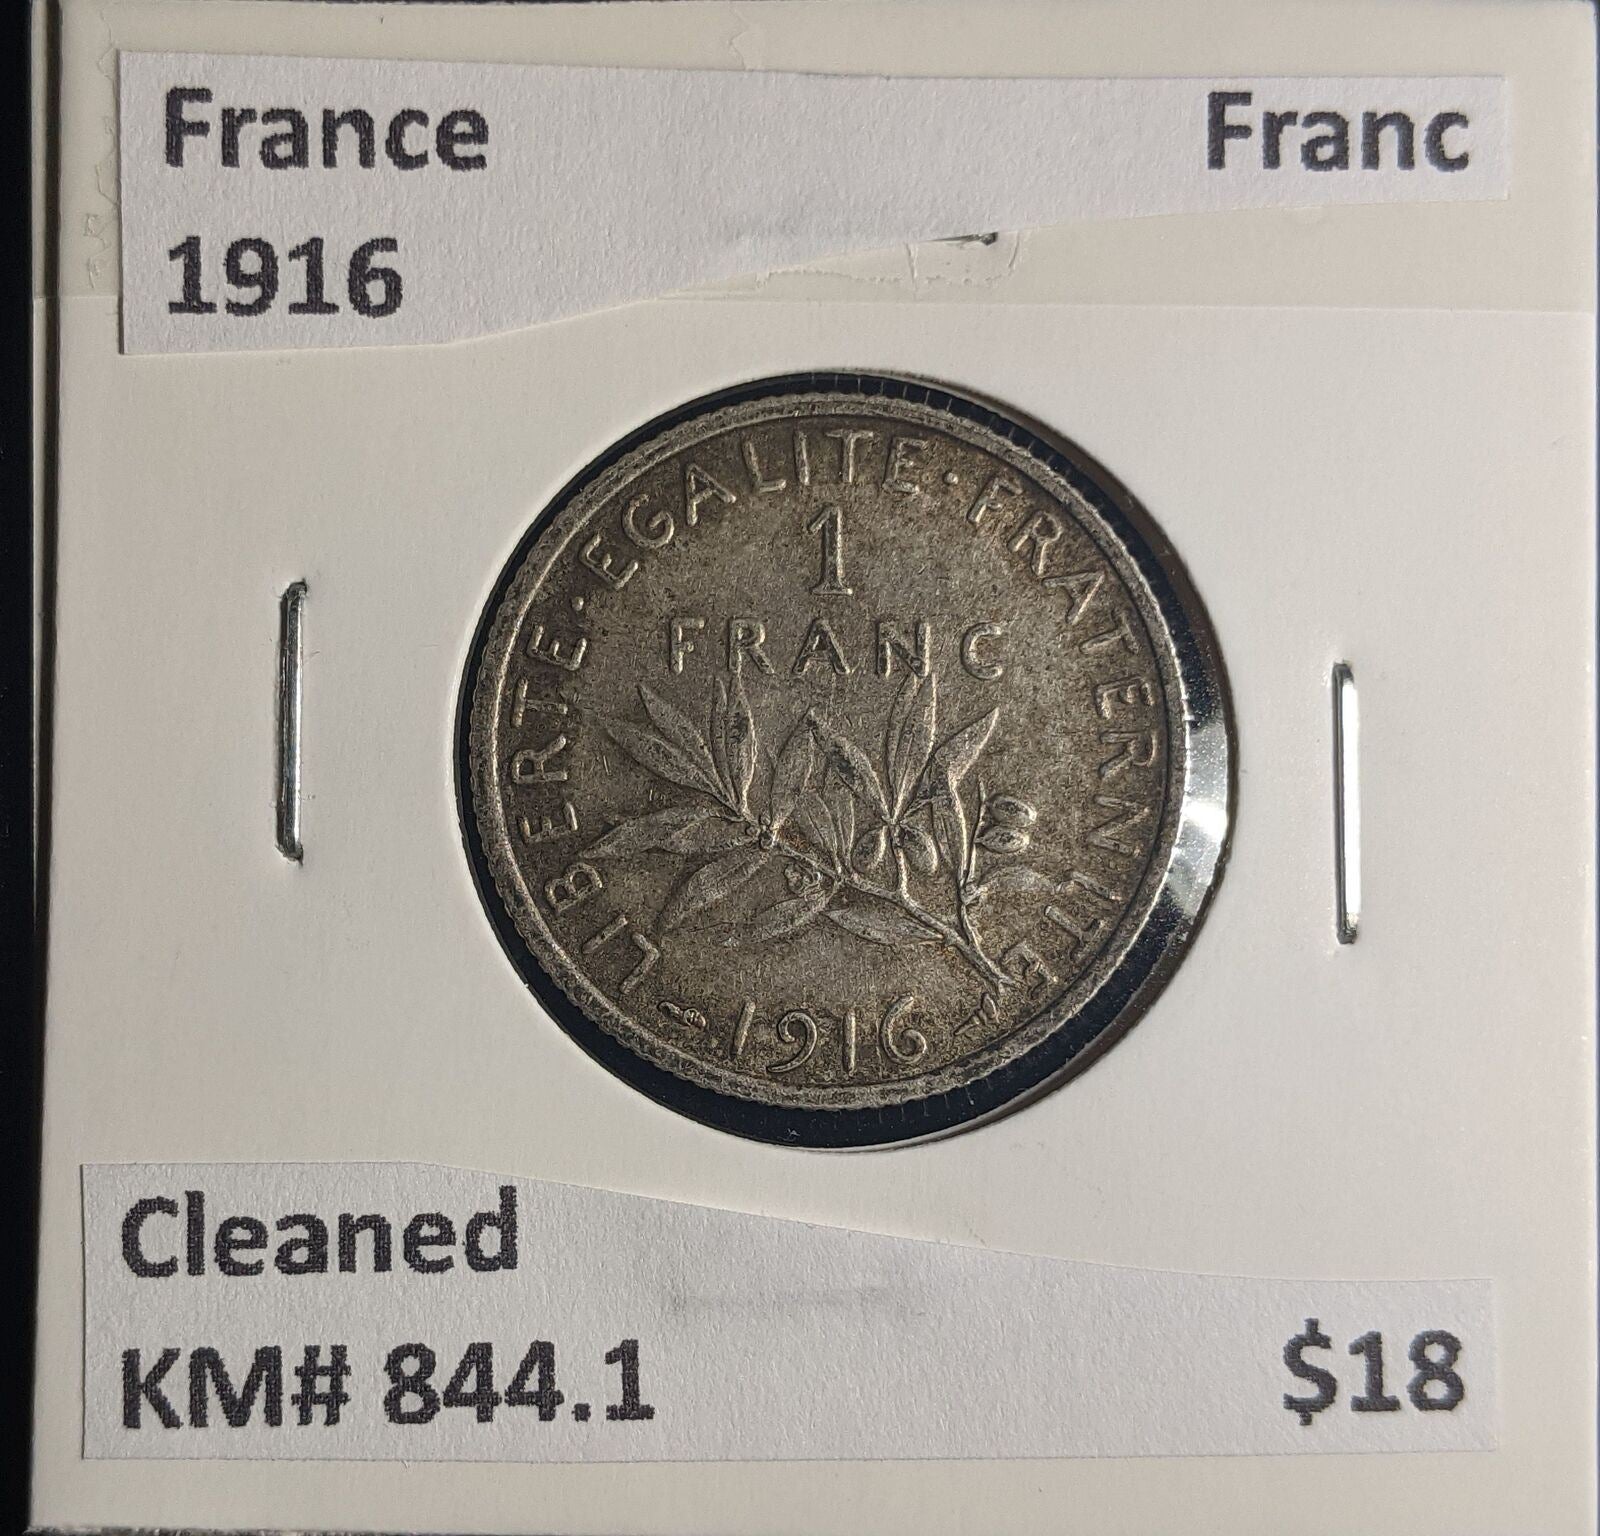 France Franc
1916
LIBERTE · EGALITE · FRATERNITE
1
FRANC
1916
Cleaned
KM# 844.1 $18